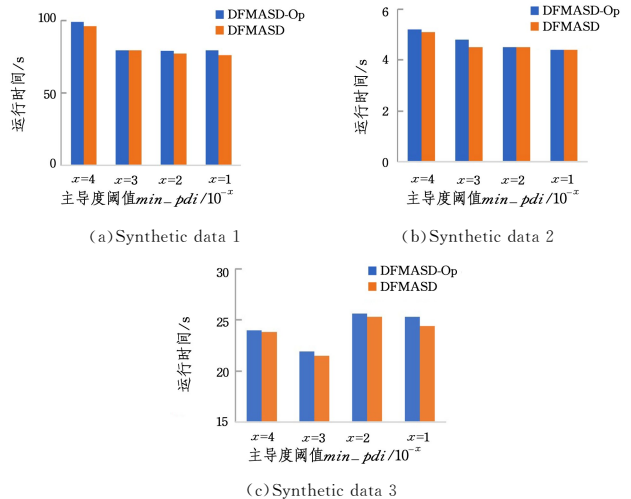 100
50
0
运行时间/s
DFMASD-Op
DFMASD
x=4 x=3 x=2 x=1
主导度阈值min_pdi/10⁻ˣ
(a)Synthetic data 1
6
4
2
0
运行时间/s
DFMASD-Op
DFMASD
x=4 x=3 x=2 x=1
主导度阈值min_pdi/10⁻ˣ
(b)Synthetic data 2
30
25
20
15
运行时间/s
DFMASD-Op
DFMASD
x=4 x=3 x=2 x=1
主导度阈值min_pdi/10⁻ˣ
(c)Synthetic data 3